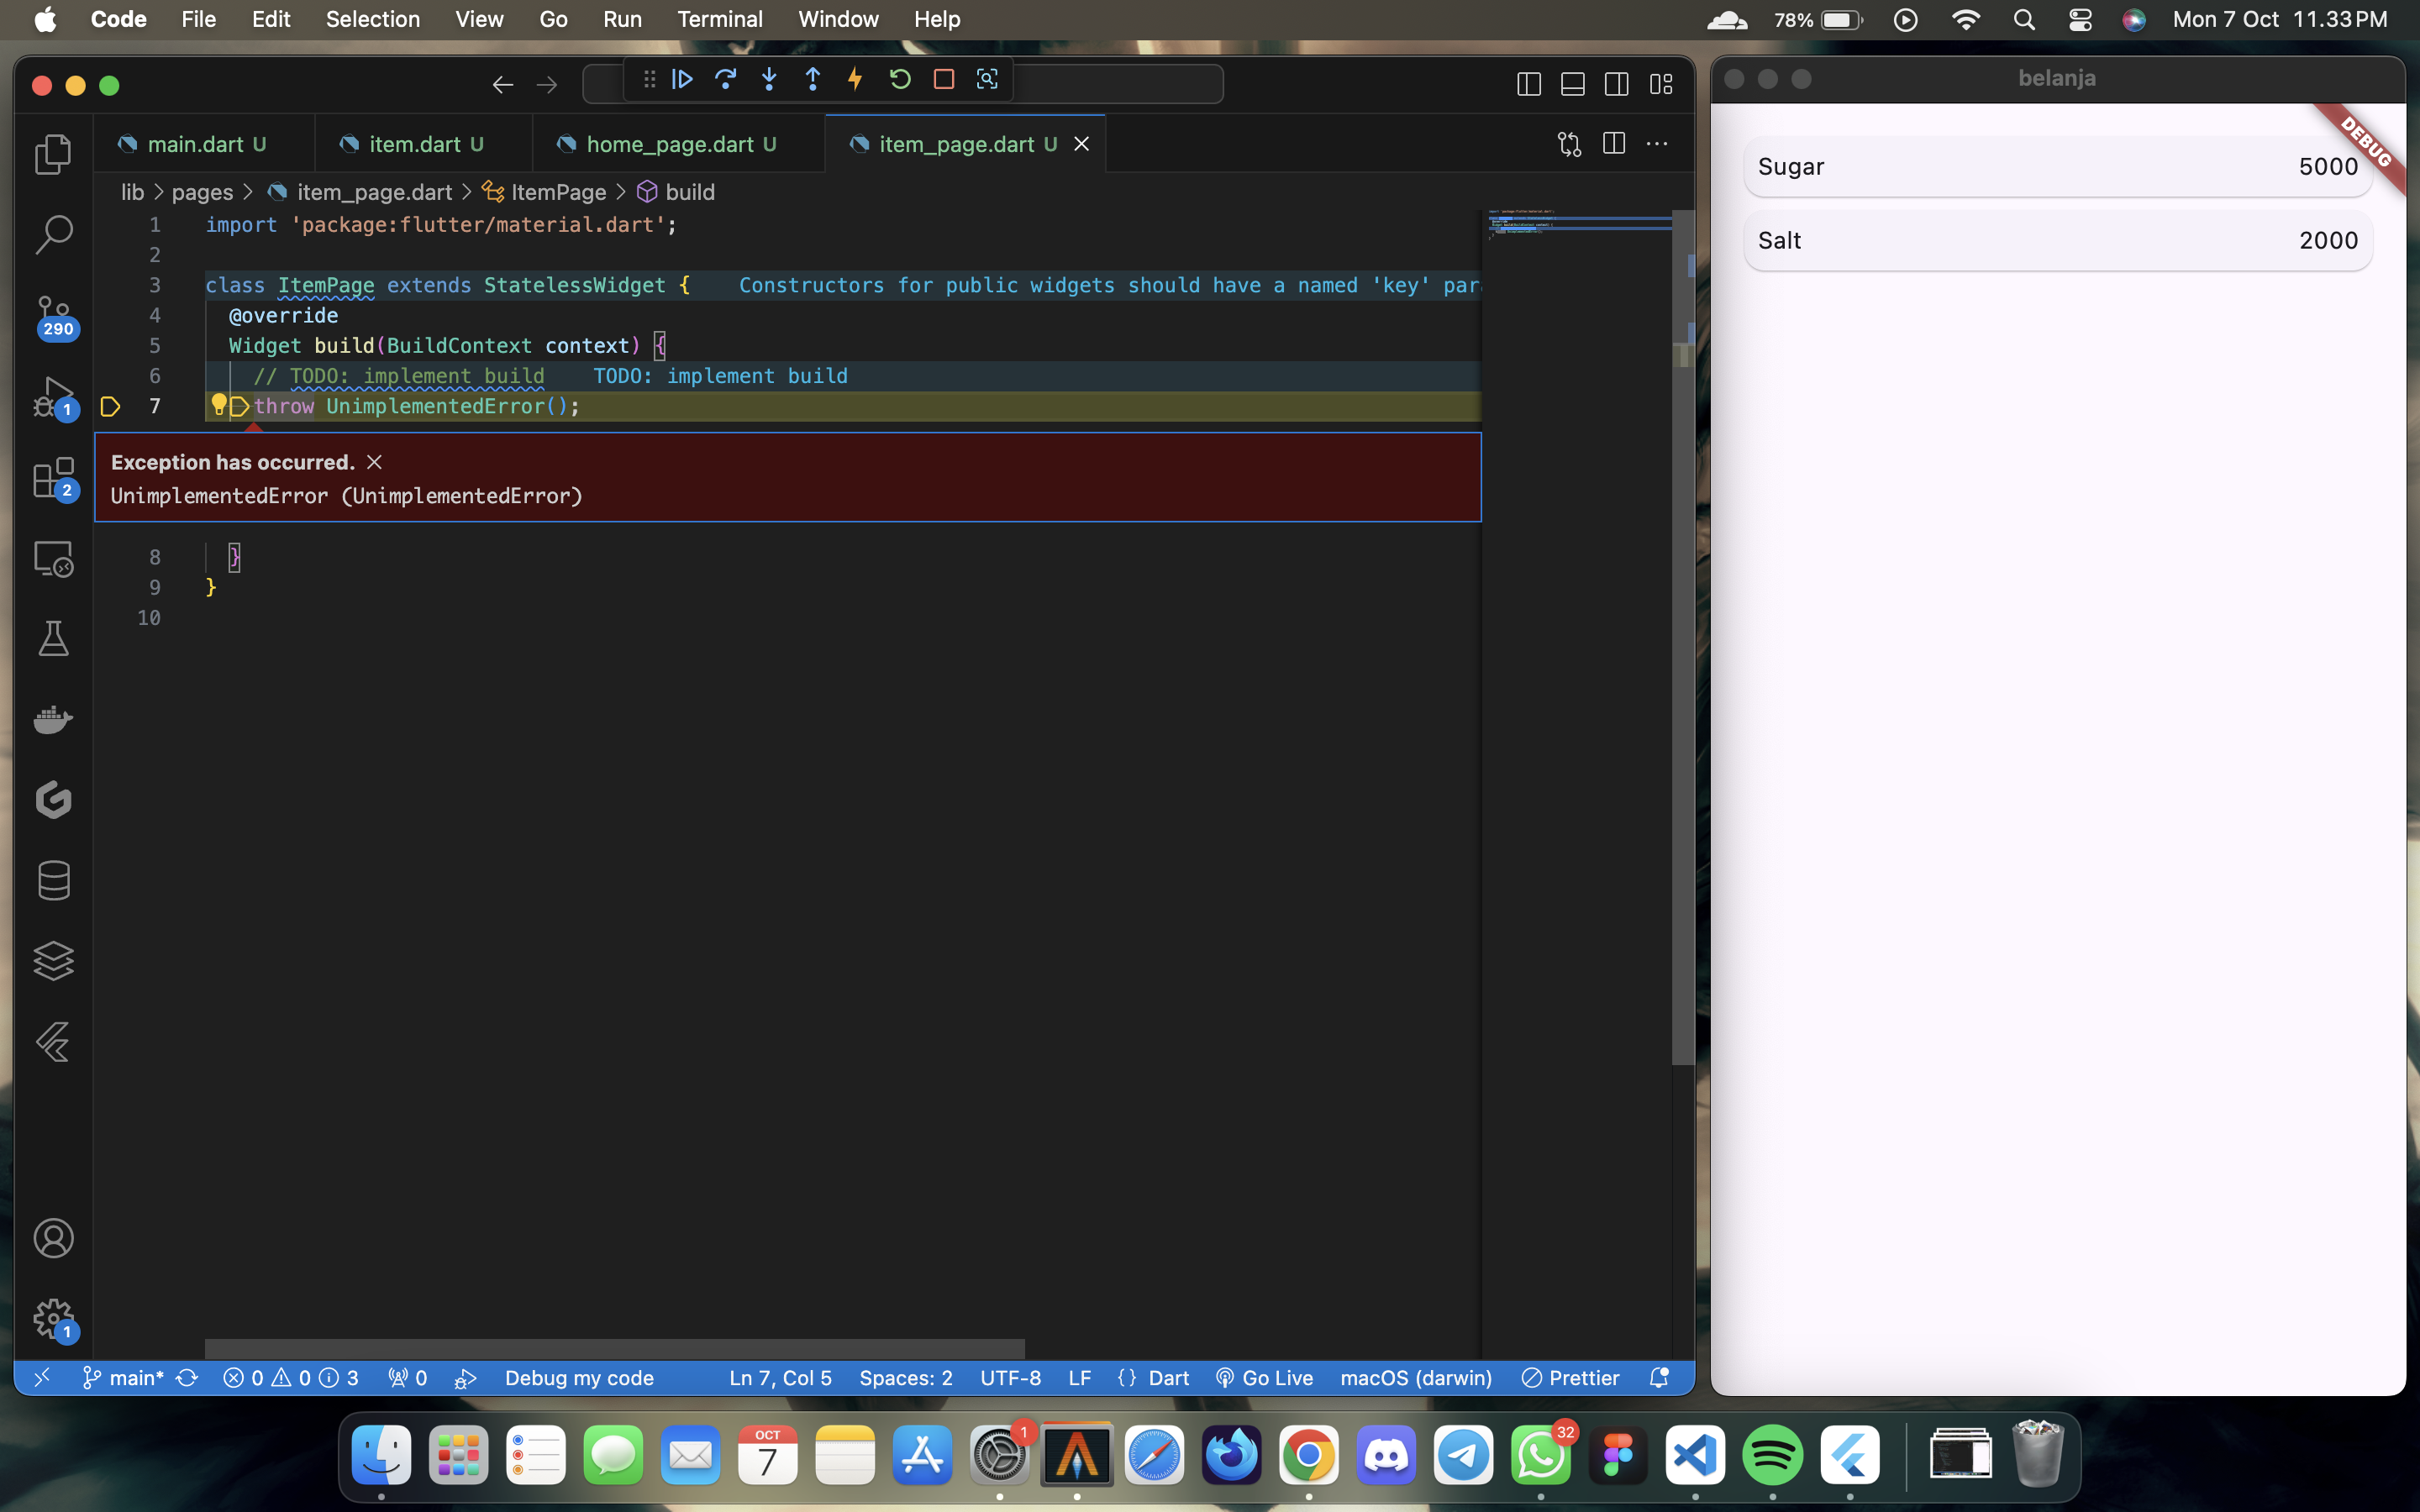 Code File Edit Selection View Go Run Terminal Window Help 78% Mon 7 Oct 11.33 PM
main.dart U item.dart U home_page.dart U item_page.dart U
lib > pages > item_page.dart > ItemPage > build
1 import 'package:flutter/material.dart';
2
3 class ItemPage extends StatelessWidget { Constructors for public widgets should have a named 'key' par
4 @override
5 Widget build(BuildContext context) {
6 // TODO: implement build TODO: implement build
7 throw UnimplementedError();
Exception has occurred.
UnimplementedError (UnimplementedError)
8 }
9 }
10
290
1
2
1
main* 0 0 3 0 Debug my code Ln 7, Col 5 Spaces: 2 UTF-8 LF {} Dart Go Live macOS (darwin) Prettier
belanja
DEBUG
Sugar 5000
Salt 2000
OCT
7
1
32